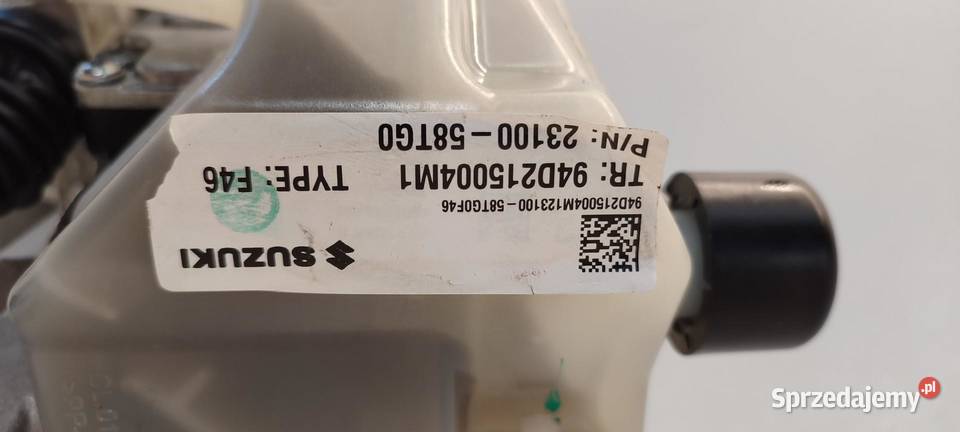 SUZUKI
94D215004M123100-58TG0F46
TR: 94D215004M1 TYPE: F46
P/N: 23100-58TG0
Sprzedajemy.pl